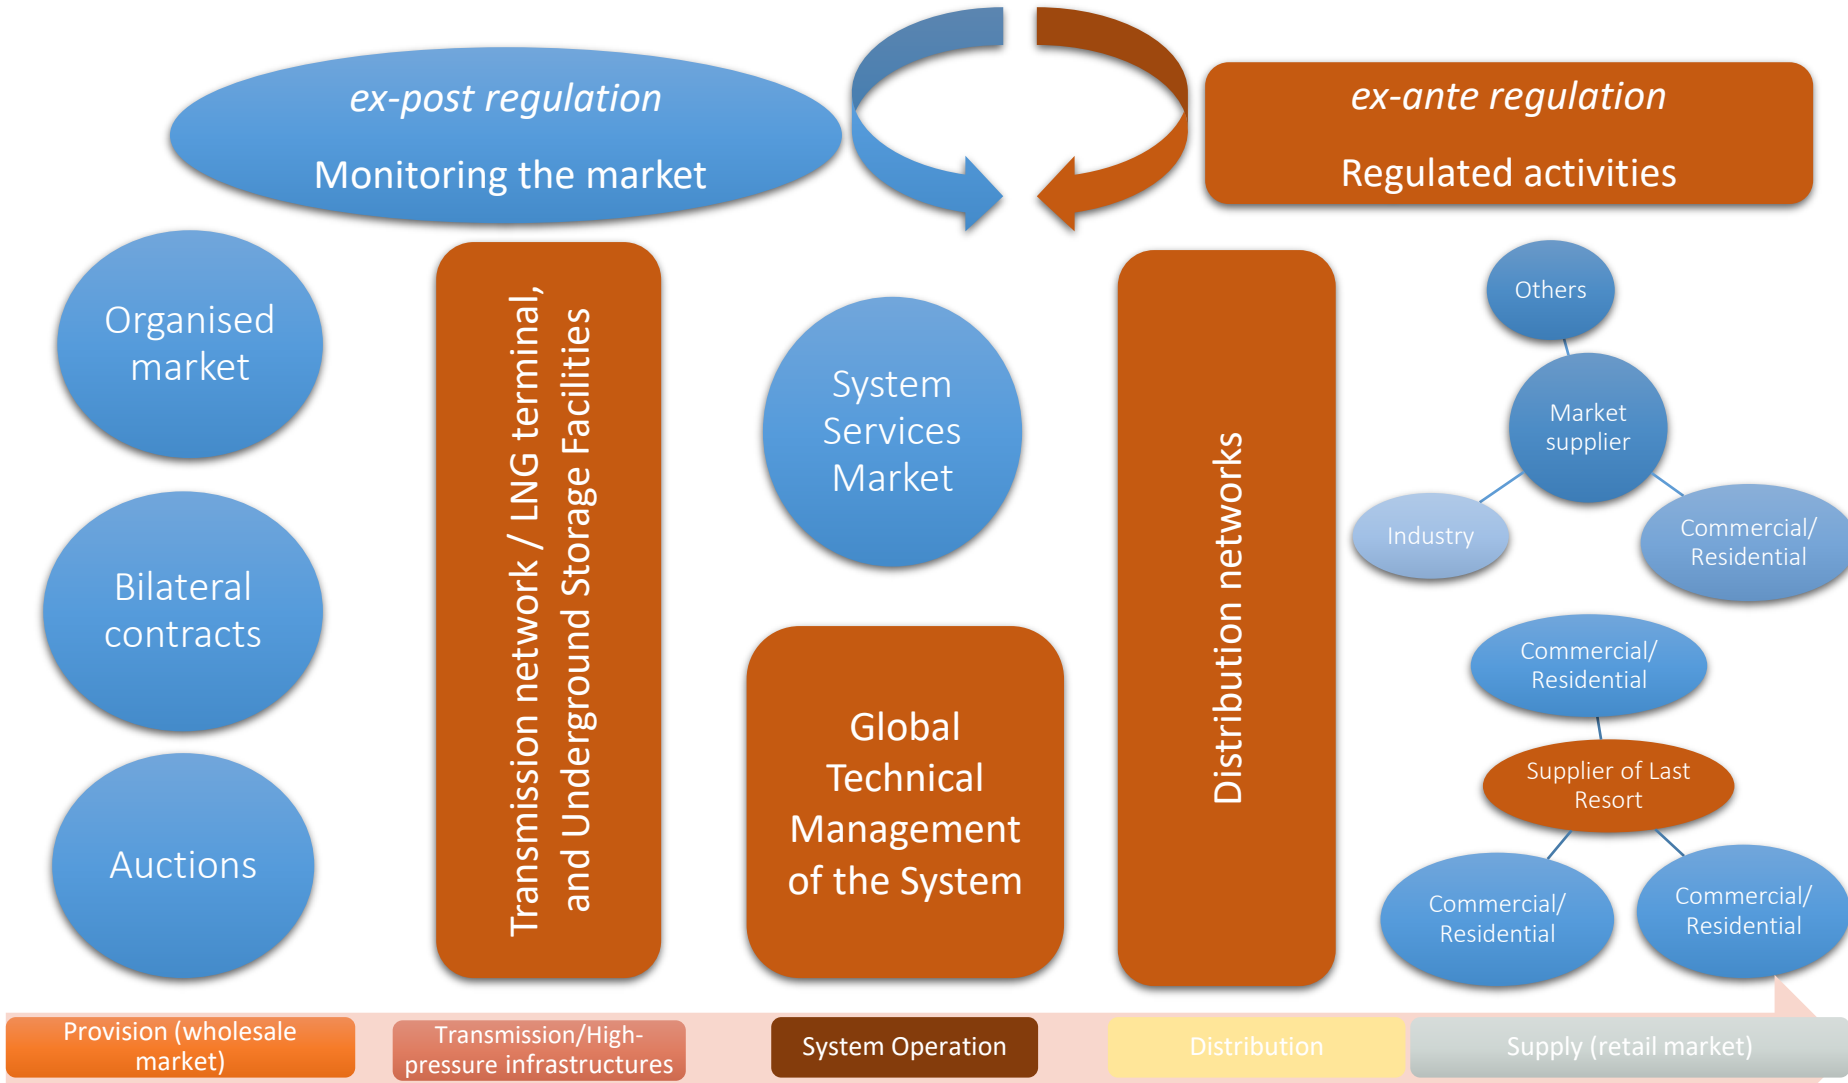 ex-post regulation
Monitoring the market
ex-ante regulation
Regulated activities
Organised
market
Bilateral
contracts
Auctions
Transmission network / LNG terminal,
and Underground Storage Facilities
System
Services
Market
Global
Technical
Management
of the System
Distribution networks
Others
Market
supplier
Industry
Commercial/
Residential
Commercial/
Residential
Supplier of Last
Resort
Commercial/
Residential
Commercial/
Residential
Provision (wholesale
market)
Transmission/High-
pressure infrastructures
System Operation
Distribution
Supply (retail market)